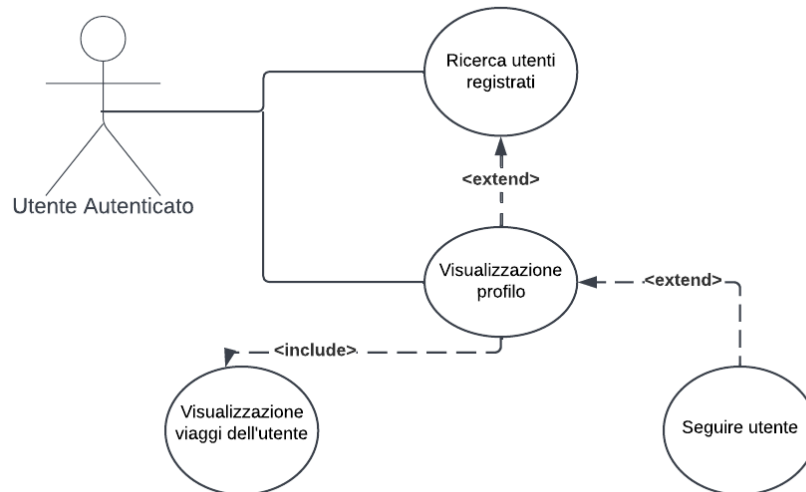 Ricerca utenti
registrati
<extend>
Utente Autenticato
Visualizzazione
profilo
<extend>
<include>
Visualizzazione
viaggi dell'utente
Seguire utente